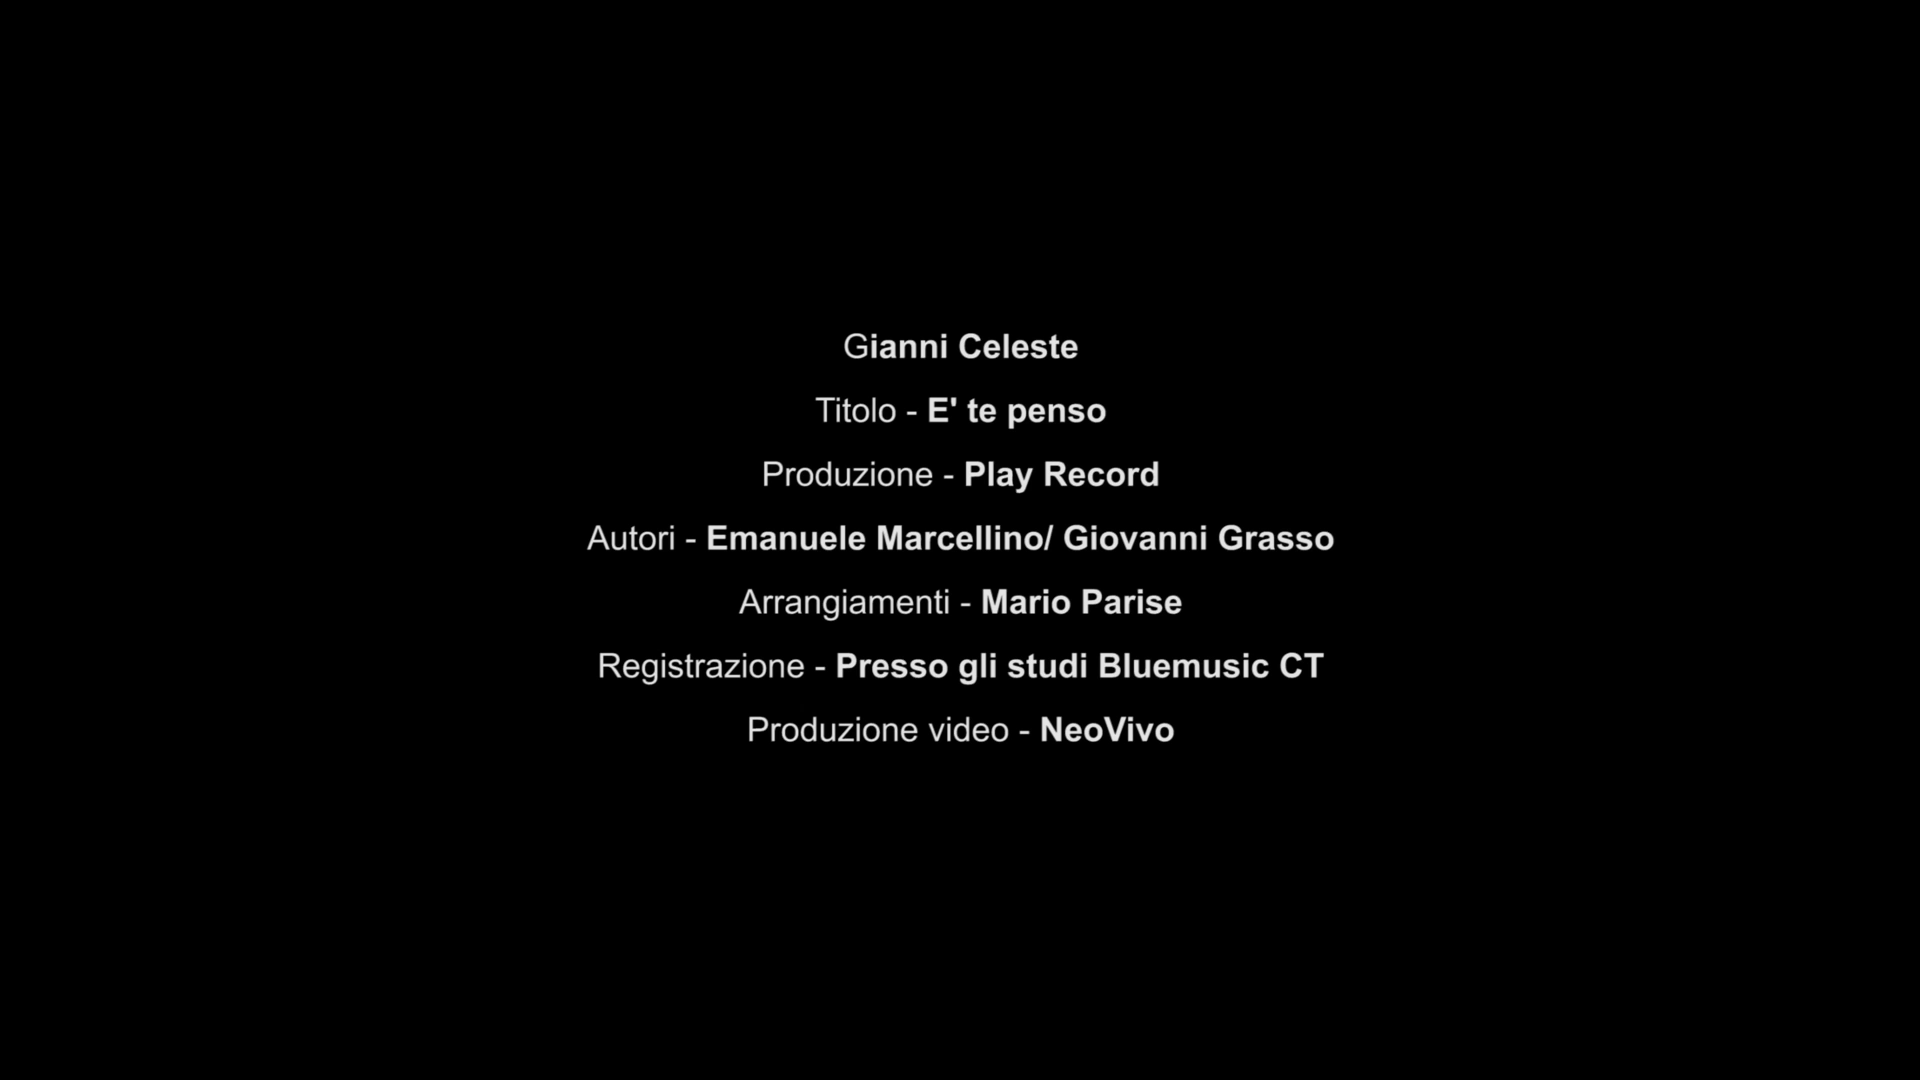 Gianni Celeste
Titolo - E' te penso
Produzione - Play Record
Autori - Emanuele Marcellino/ Giovanni Grasso
Arrangiamenti - Mario Parise
Registrazione - Presso gli studi Bluemusic CT
Produzione video - NeoVivo